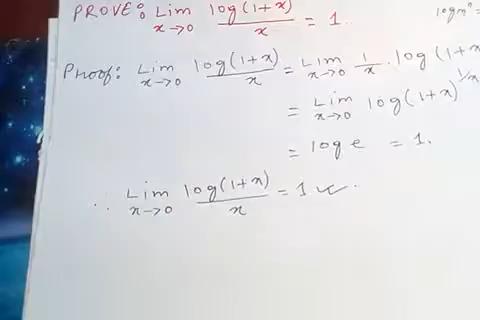 PROVE: Lim x→0 log(1+x)/x = 1. log mⁿ =
Proof: Lim x→0 log(1+x)/x = Lim x→0 1/x . log(1+x
= Lim x→0 log(1+x)^1/x
= log e = 1.
∴ Lim x→0 log(1+x)/x = 1